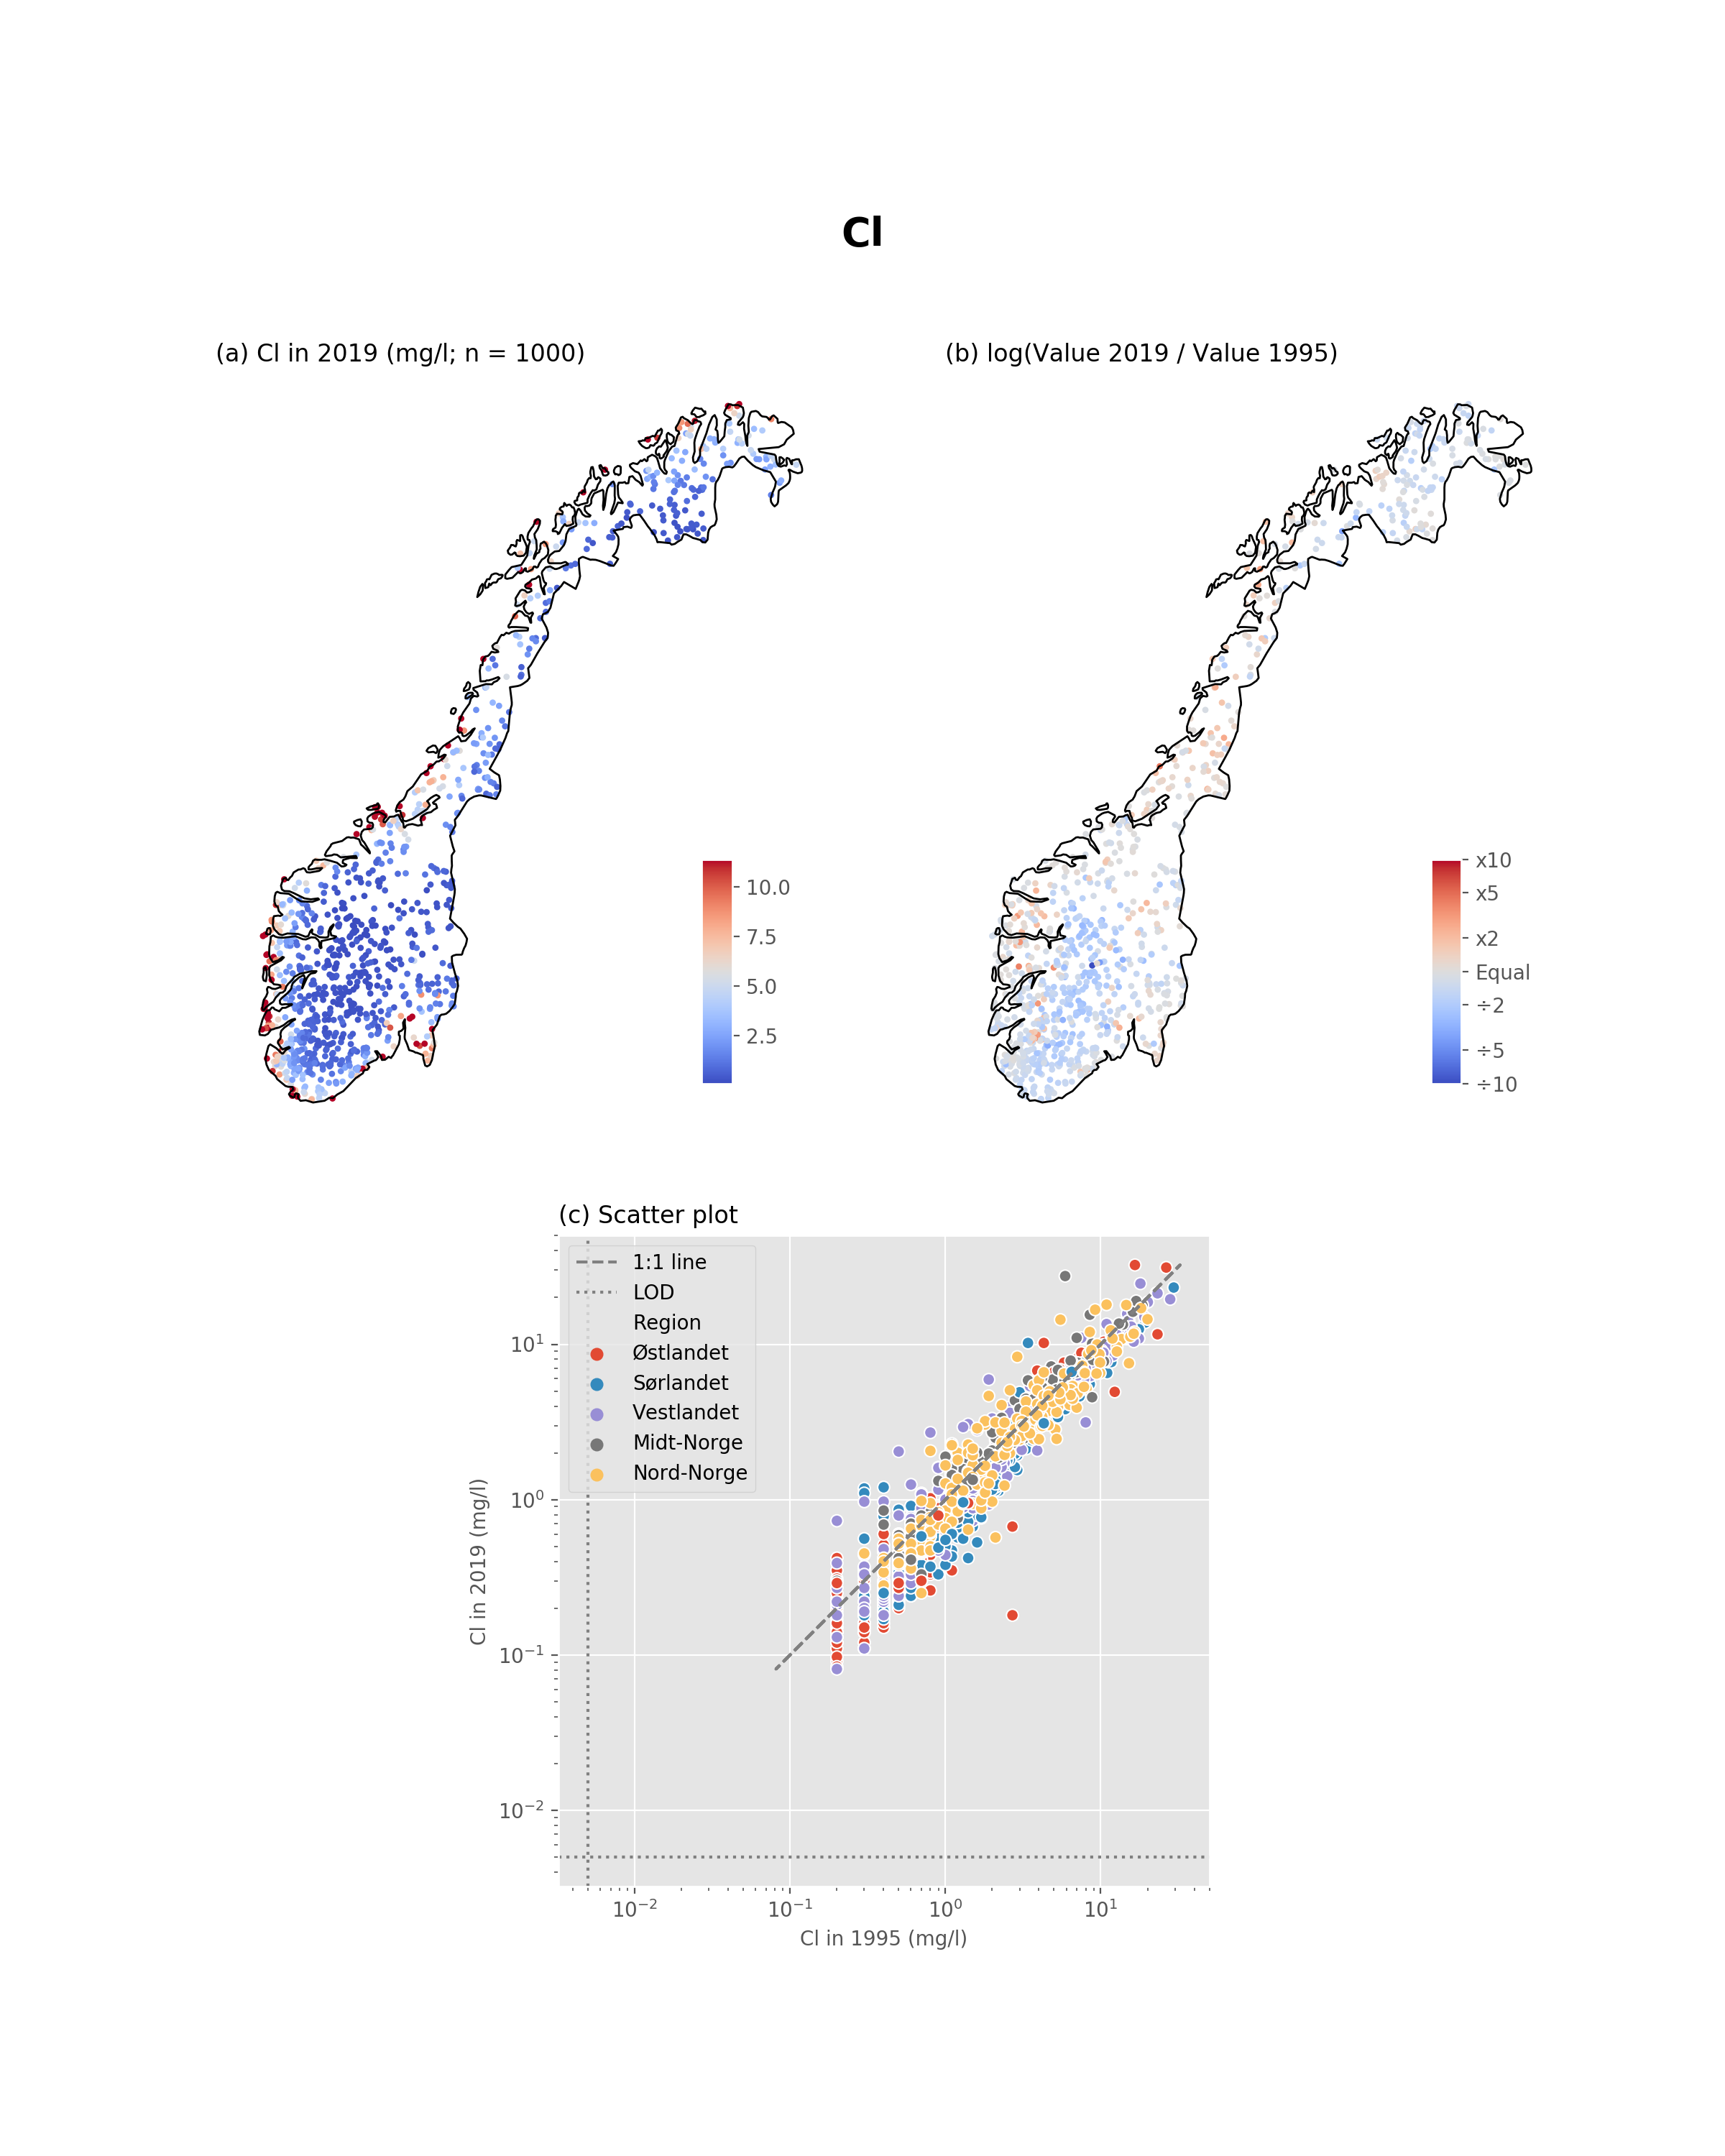 Cl
(a) Cl in 2019 (mg/l; n = 1000)
(b) log(Value 2019 / Value 1995)
10.0
7.5
5.0
2.5
x10
x5
x2
Equal
÷2
÷5
÷10
(c) Scatter plot
1:1 line
LOD
Region
Østlandet
Sørlandet
Vestlandet
Midt-Norge
Nord-Norge
10¹
10⁰
10⁻¹
10⁻²
Cl in 2019 (mg/l)
10⁻² 10⁻¹ 10⁰ 10¹
Cl in 1995 (mg/l)